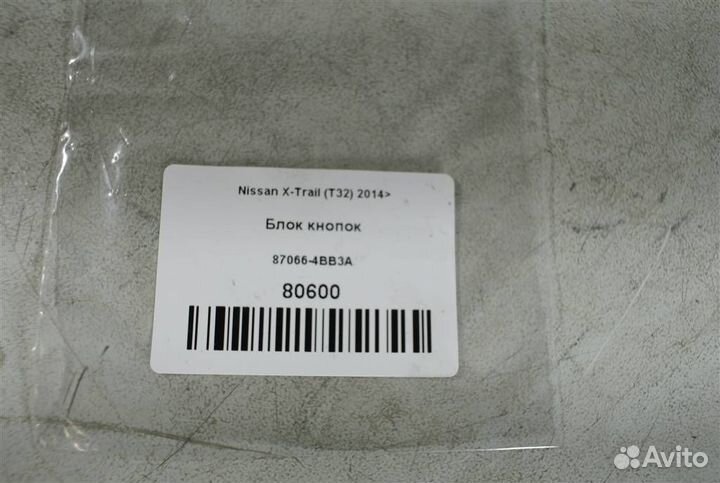 Nissan X-Trail (T32) 2014>
Блок кнопок
87066-4BB3A
80600
Avito